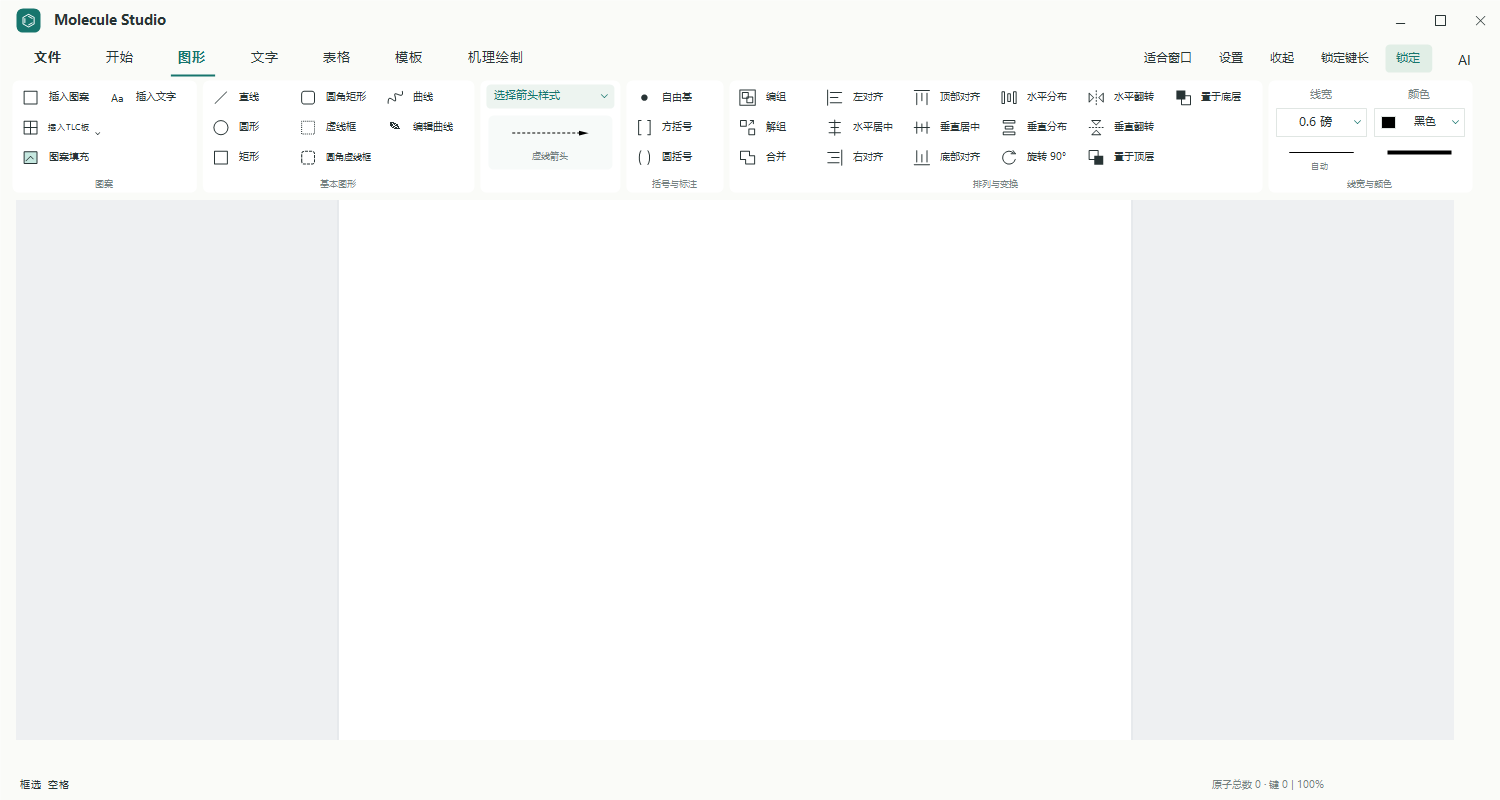 Molecule Studio
文件 开始 图形 文字 表格 模板 机理绘制 适合窗口 设置 收起 锁定键长 锁定 AI
插入图案 Aa 插入文字 直线 圆角矩形 曲线 选择箭头样式 自由基 编组 左对齐 顶部对齐 水平分布 水平翻转 置于底层 线宽 颜色
插入TLC板 圆形 虚线框 编辑曲线 方括号 解组 水平居中 垂直居中 垂直分布 垂直翻转 0.6 磅 黑色
图案填充 矩形 圆角虚线框 虚线箭头 圆括号 合并 右对齐 底部对齐 旋转 90° 置于顶层 自动
图案 基本图形 括号与标注 排列与变换 线宽与颜色
框选 空格 原子总数 0 · 键 0 | 100%